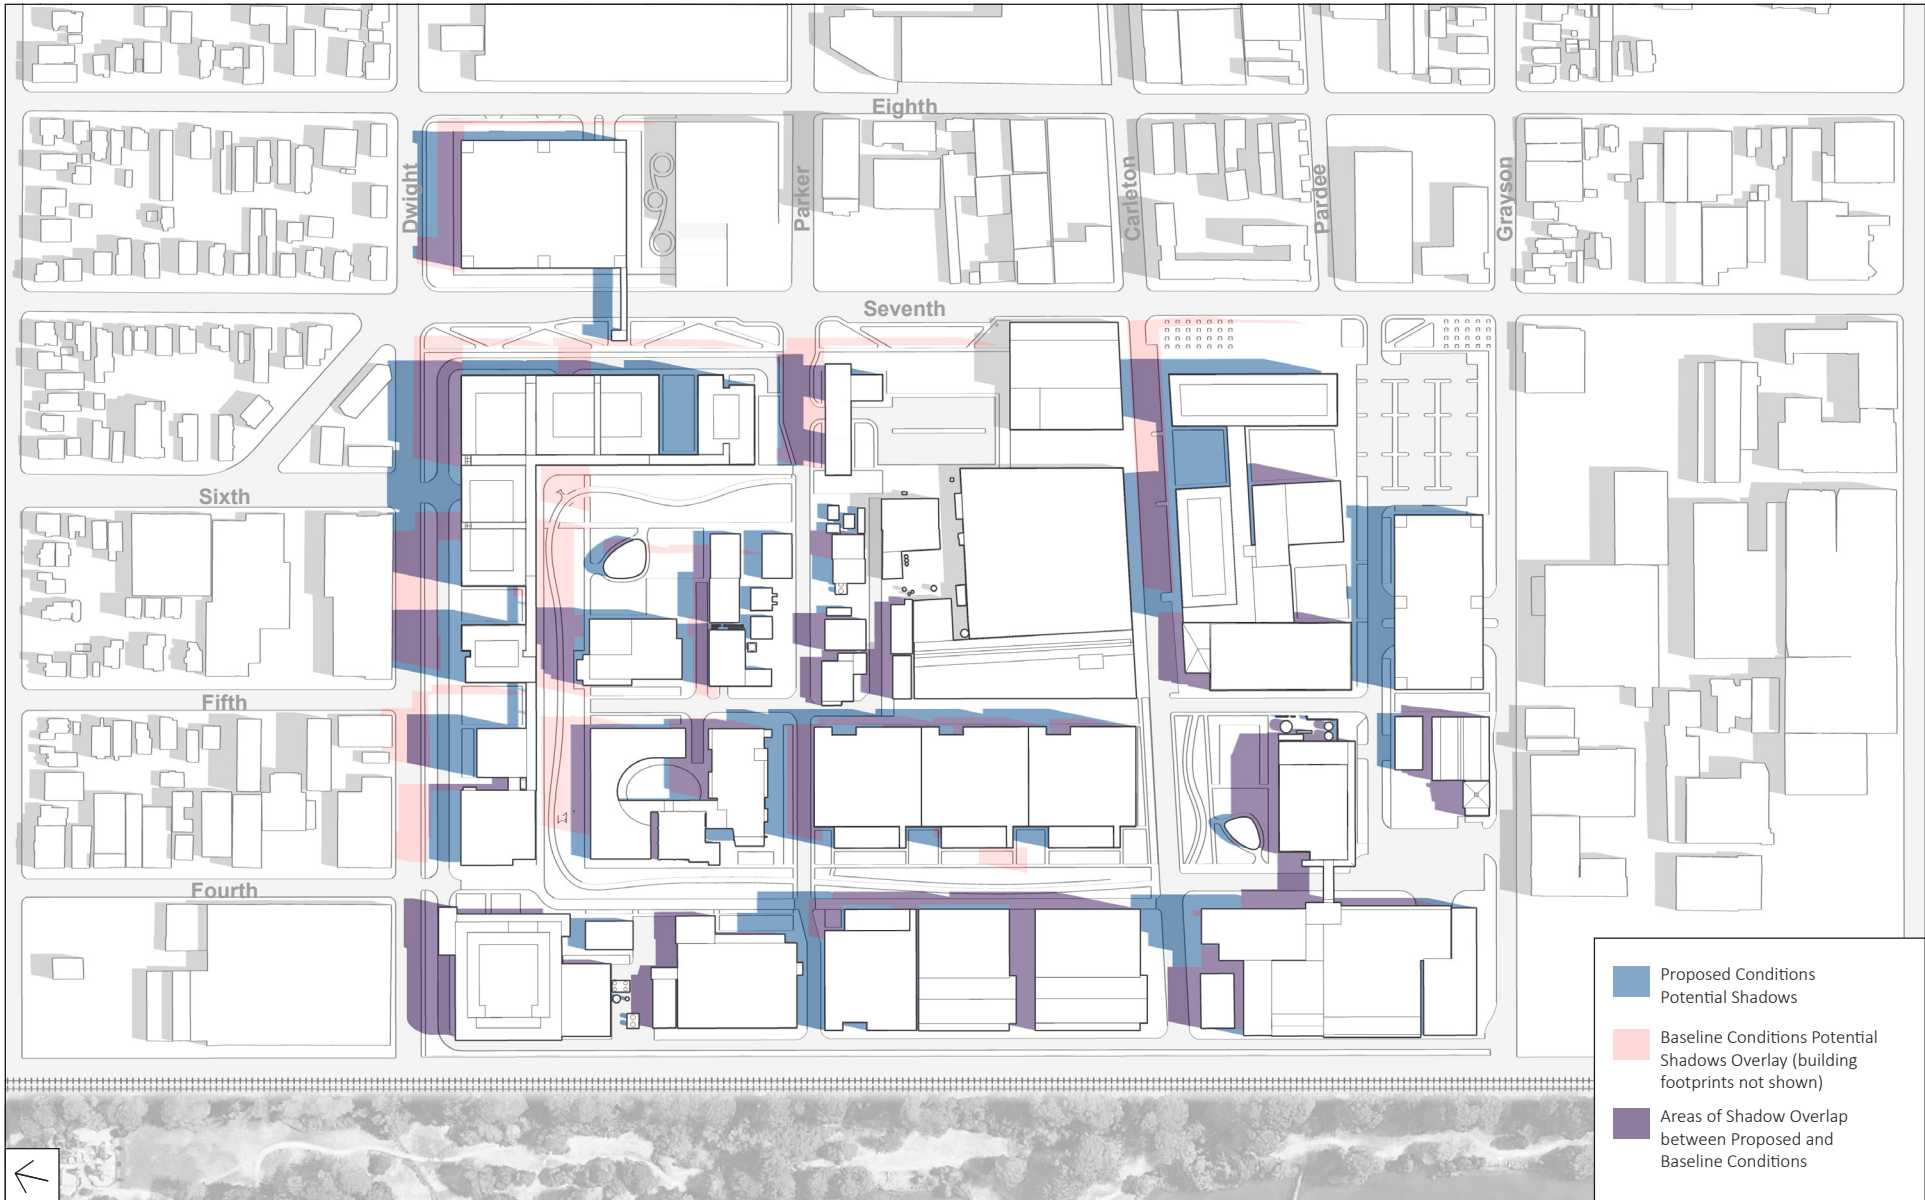 Eighth
Dwight
Parker
Carleton
Pardee
Grayson
Seventh
Sixth
Fifth
Fourth
Proposed Conditions
Potential Shadows
Baseline Conditions Potential
Shadows Overlay (building
footprints not shown)
Areas of Shadow Overlap
between Proposed and
Baseline Conditions